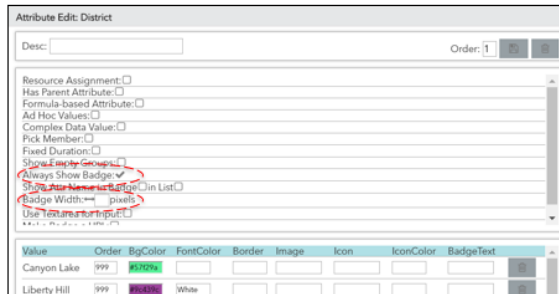 Attribute Edit: District
Desc: Order: 1
Resource Assignment:
Has Parent Attribute:
Formula-based Attribute:
Ad Hoc Values:
Complex Data Value:
Pick Member:
Fixed Duration:
Show Empty Groups:
Always Show Badge:
Show Attr Name in Badge in List
Badge Width: pixels
Use Textarea for Input:
Make Badge a URL:
Value Order BgColor FontColor Border Image Icon IconColor BadgeText
Canyon Lake 999 #57f29a
Liberty Hill 999 White